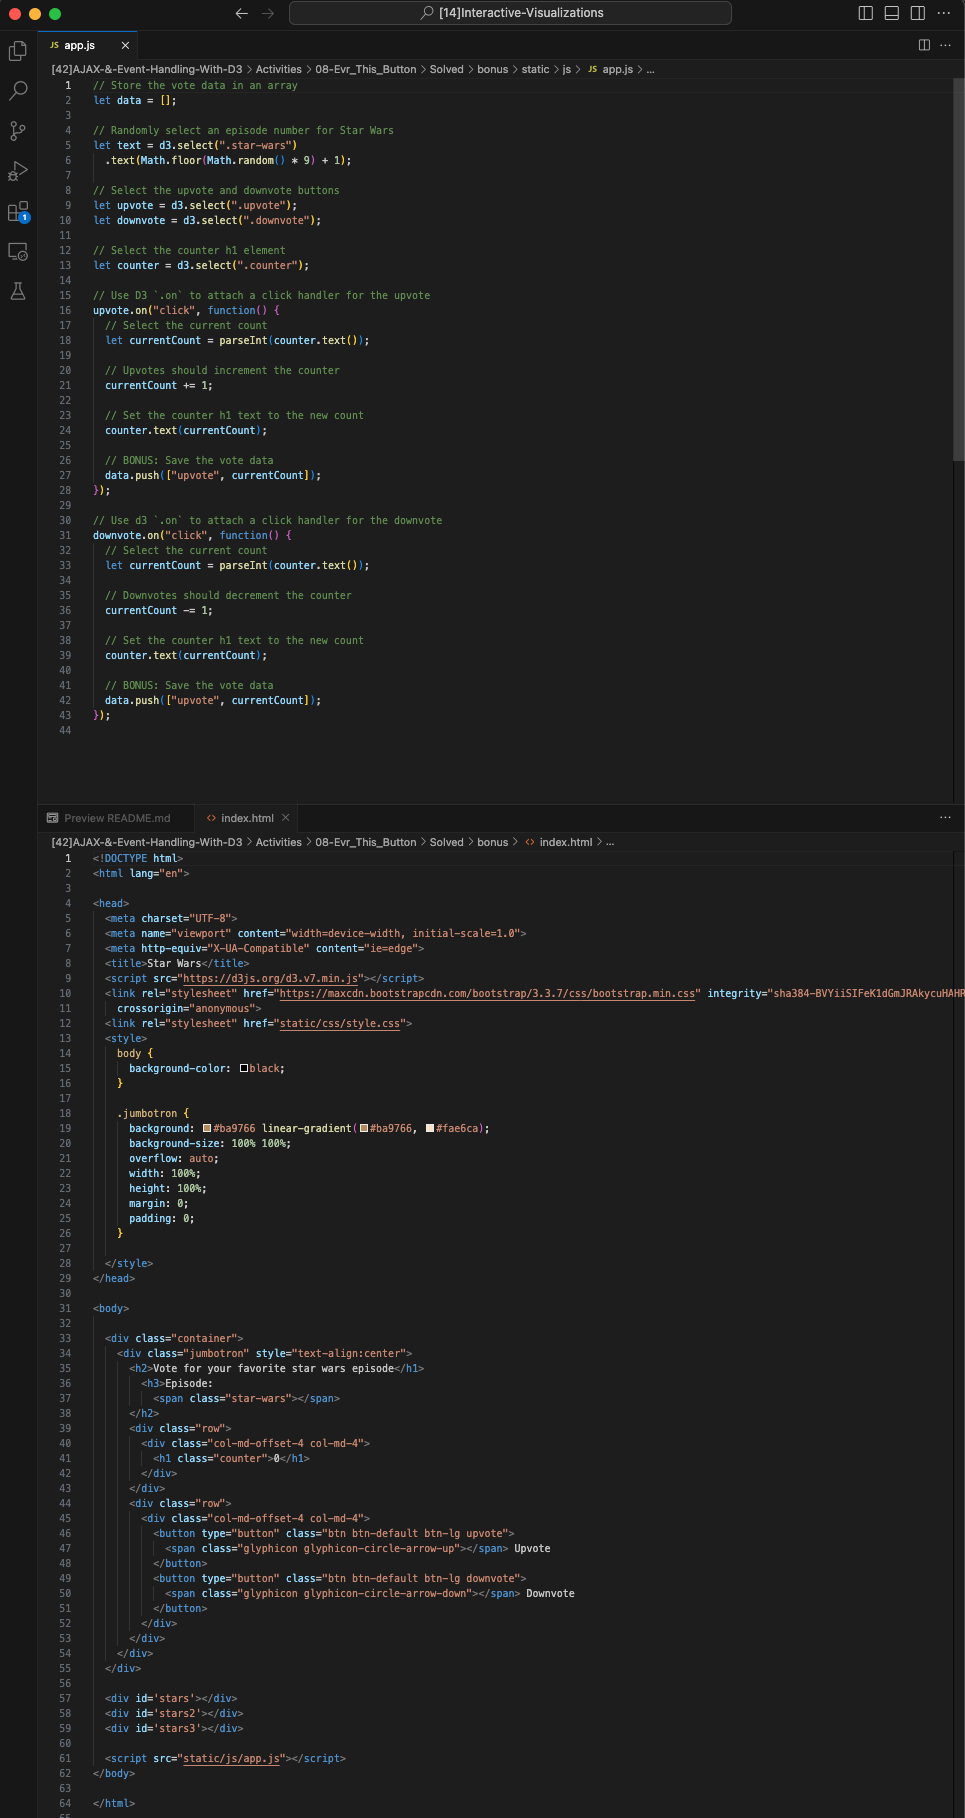 [14]Interactive-Visualizations
JS app.js
[42]AJAX-&-Event-Handling-With-D3 > Activities > 08-Evr_This_Button > Solved > bonus > static > js > JS app.js > ...
1 // Store the vote data in an array
2 let data = [];
3
4 // Randomly select an episode number for Star Wars
5 let text = d3.select(".star-wars")
6 .text(Math.floor(Math.random() * 9) + 1);
7
8 // Select the upvote and downvote buttons
9 let upvote = d3.select(".upvote");
10 let downvote = d3.select(".downvote");
11
12 // Select the counter h1 element
13 let counter = d3.select(".counter");
14
15 // Use D3 `.on` to attach a click handler for the upvote
16 upvote.on("click", function() {
17 // Select the current count
18 let currentCount = parseInt(counter.text());
19
20 // Upvotes should increment the counter
21 currentCount += 1;
22
23 // Set the counter h1 text to the new count
24 counter.text(currentCount);
25
26 // BONUS: Save the vote data
27 data.push(["upvote", currentCount]);
28 });
29
30 // Use d3 `.on` to attach a click handler for the downvote
31 downvote.on("click", function() {
32 // Select the current count
33 let currentCount = parseInt(counter.text());
34
35 // Downvotes should decrement the counter
36 currentCount -= 1;
37
38 // Set the counter h1 text to the new count
39 counter.text(currentCount);
40
41 // BONUS: Save the vote data
42 data.push(["upvote", currentCount]);
43 });
44
1
Preview README.md <> index.html
[42]AJAX-&-Event-Handling-With-D3 > Activities > 08-Evr_This_Button > Solved > bonus > <> index.html > ...
1 <!DOCTYPE html>
2 <html lang="en">
3
4 <head>
5 <meta charset="UTF-8">
6 <meta name="viewport" content="width=device-width, initial-scale=1.0">
7 <meta http-equiv="X-UA-Compatible" content="ie=edge">
8 <title>Star Wars</title>
9 <script src="https://d3js.org/d3.v7.min.js"></script>
10 <link rel="stylesheet" href="https://maxcdn.bootstrapcdn.com/bootstrap/3.3.7/css/bootstrap.min.css" integrity="sha384-BVYiiSIFeK1dGmJRAkycuHAHR
11 crossorigin="anonymous">
12 <link rel="stylesheet" href="static/css/style.css">
13 <style>
14 body {
15 background-color: black;
16 }
17
18 .jumbotron {
19 background: #ba9766 linear-gradient(#ba9766, #fae6ca);
20 background-size: 100% 100%;
21 overflow: auto;
22 width: 100%;
23 height: 100%;
24 margin: 0;
25 padding: 0;
26 }
27
28 </style>
29 </head>
30
31 <body>
32
33 <div class="container">
34 <div class="jumbotron" style="text-align:center">
35 <h2>Vote for your favorite star wars episode</h1>
36 <h3>Episode:
37 <span class="star-wars"></span>
38 </h2>
39 <div class="row">
40 <div class="col-md-offset-4 col-md-4">
41 <h1 class="counter">0</h1>
42 </div>
43 </div>
44 <div class="row">
45 <div class="col-md-offset-4 col-md-4">
46 <button type="button" class="btn btn-default btn-lg upvote">
47 <span class="glyphicon glyphicon-circle-arrow-up"></span> Upvote
48 </button>
49 <button type="button" class="btn btn-default btn-lg downvote">
50 <span class="glyphicon glyphicon-circle-arrow-down"></span> Downvote
51 </button>
52 </div>
53 </div>
54 </div>
55 </div>
56
57 <div id='stars'></div>
58 <div id='stars2'></div>
59 <div id='stars3'></div>
60
61 <script src="static/js/app.js"></script>
62 </body>
63
64 </html>
65